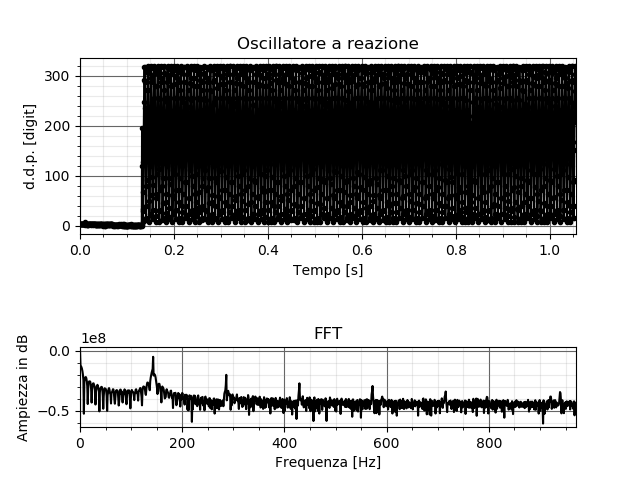 Oscillatore a reazione
d.d.p. [digit]
300
200
100
0
0.0 0.2 0.4 0.6 0.8 1.0
Tempo [s]
FFT
1e8
Ampiezza in dB
0.0
−0.5
0 200 400 600 800
Frequenza [Hz]